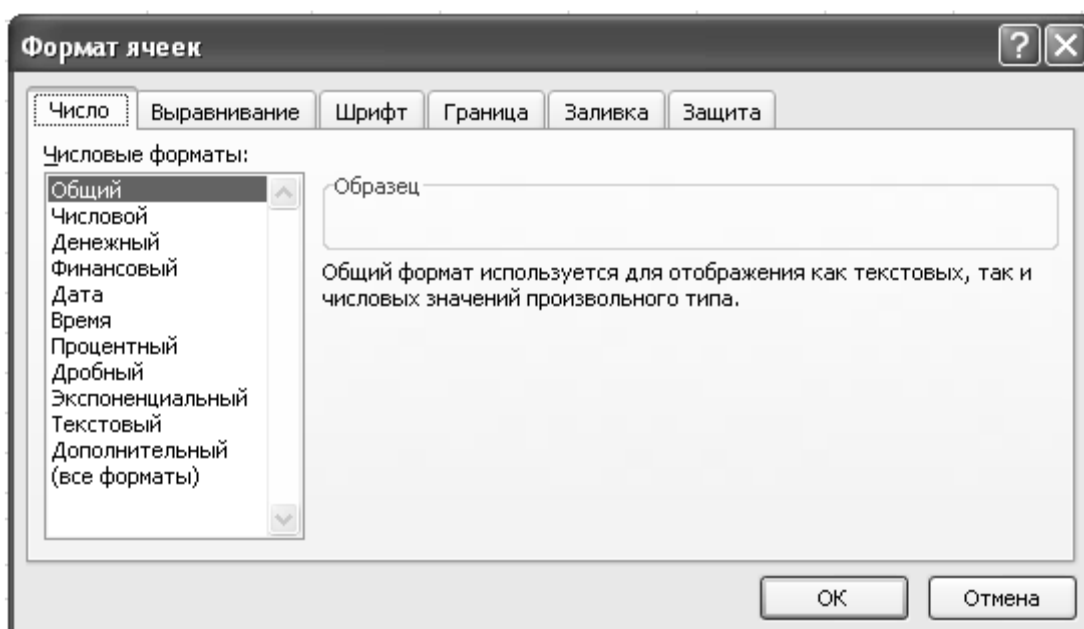 Формат ячеек
Число Выравнивание Шрифт Граница Заливка Защита
Числовые форматы:
Общий
Числовой
Денежный
Финансовый
Дата
Время
Процентный
Дробный
Экспоненциальный
Текстовый
Дополнительный
(все форматы)
Образец
Общий формат используется для отображения как текстовых, так и
числовых значений произвольного типа.
ОК Отмена